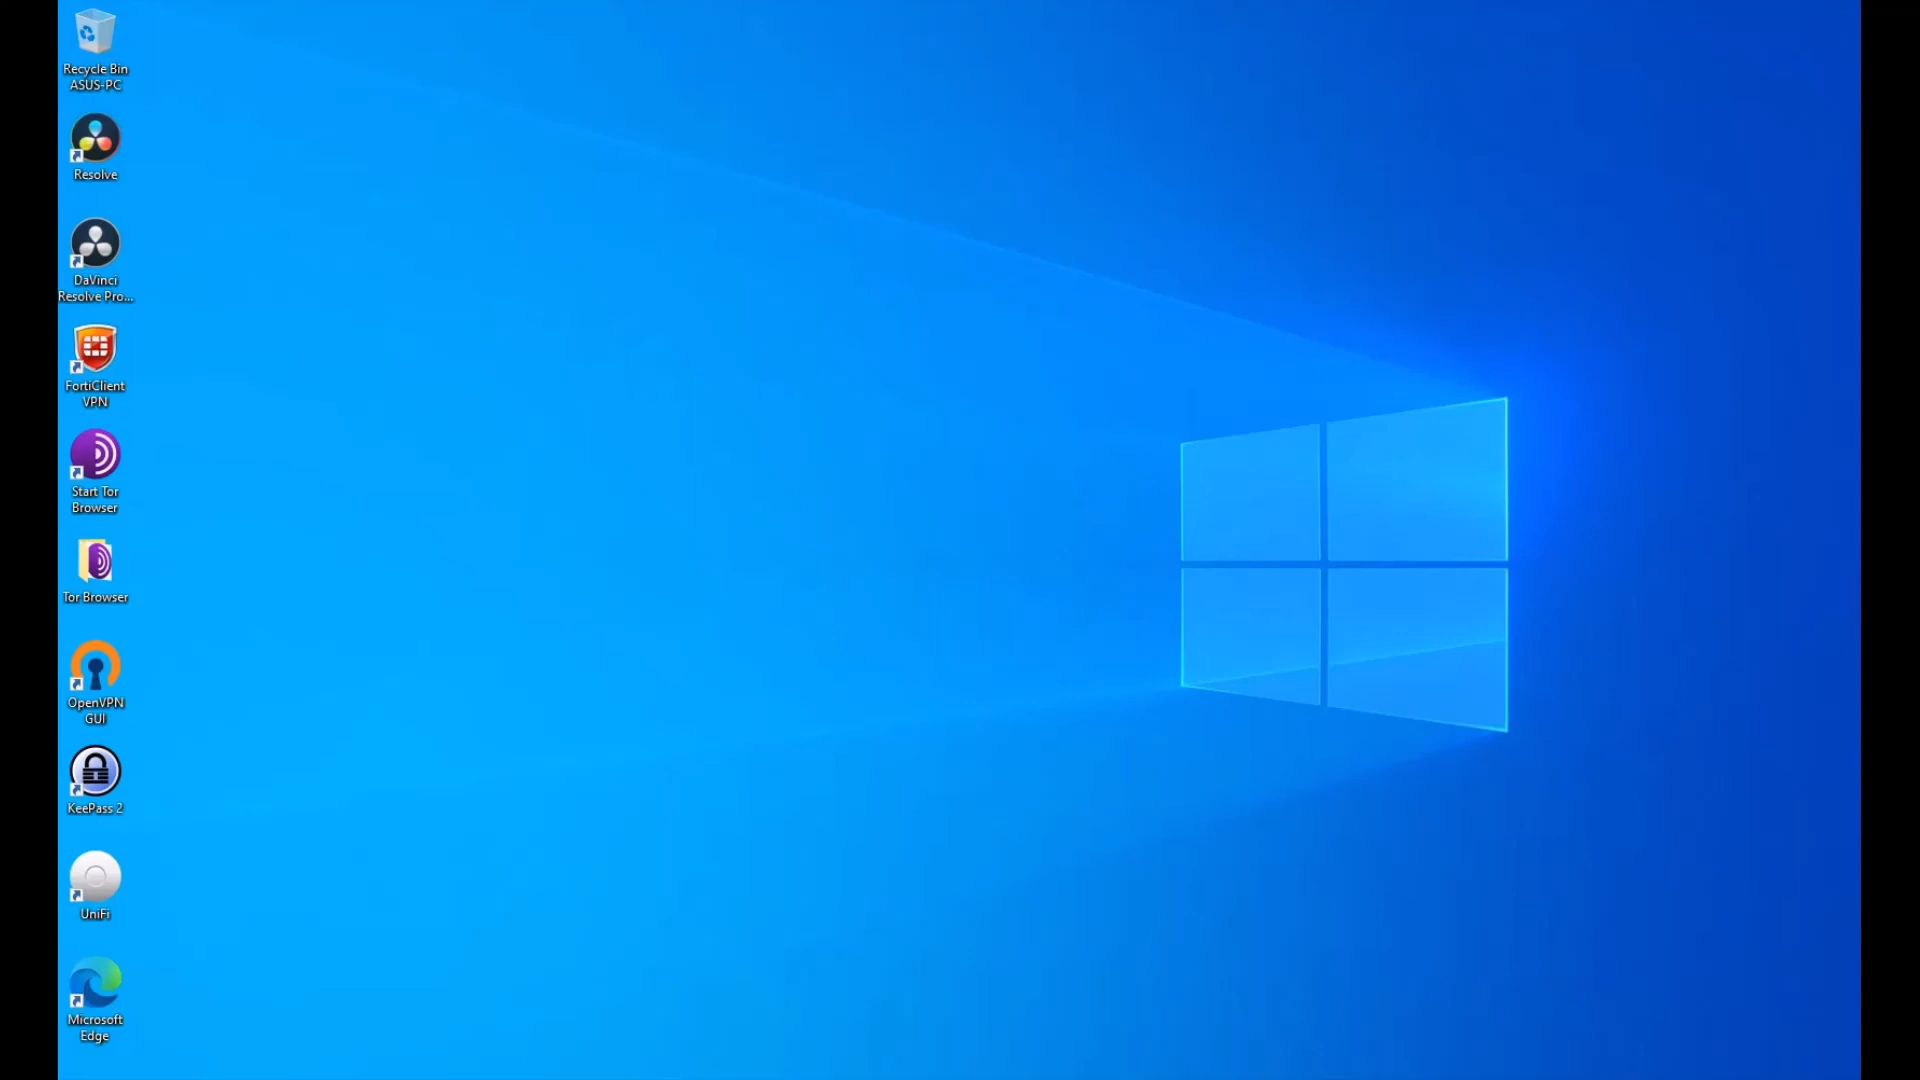 Recycle Bin
ASUS-PC
Resolve
DaVinci
Resolve Pro...
FortiClient
VPN
Start Tor
Browser
Tor Browser
OpenVPN
GUI
KeePass 2
UniFi
Microsoft
Edge